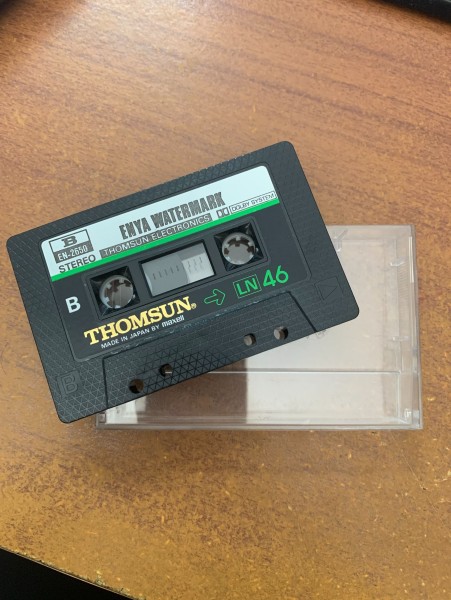 B
EN-2650
STEREO
ENYA WATERMARK
THOMSUN ELECTRONICS
DOLBY SYSTEM
B
THOMSUN®
LN 46
MADE IN JAPAN BY maxell
B